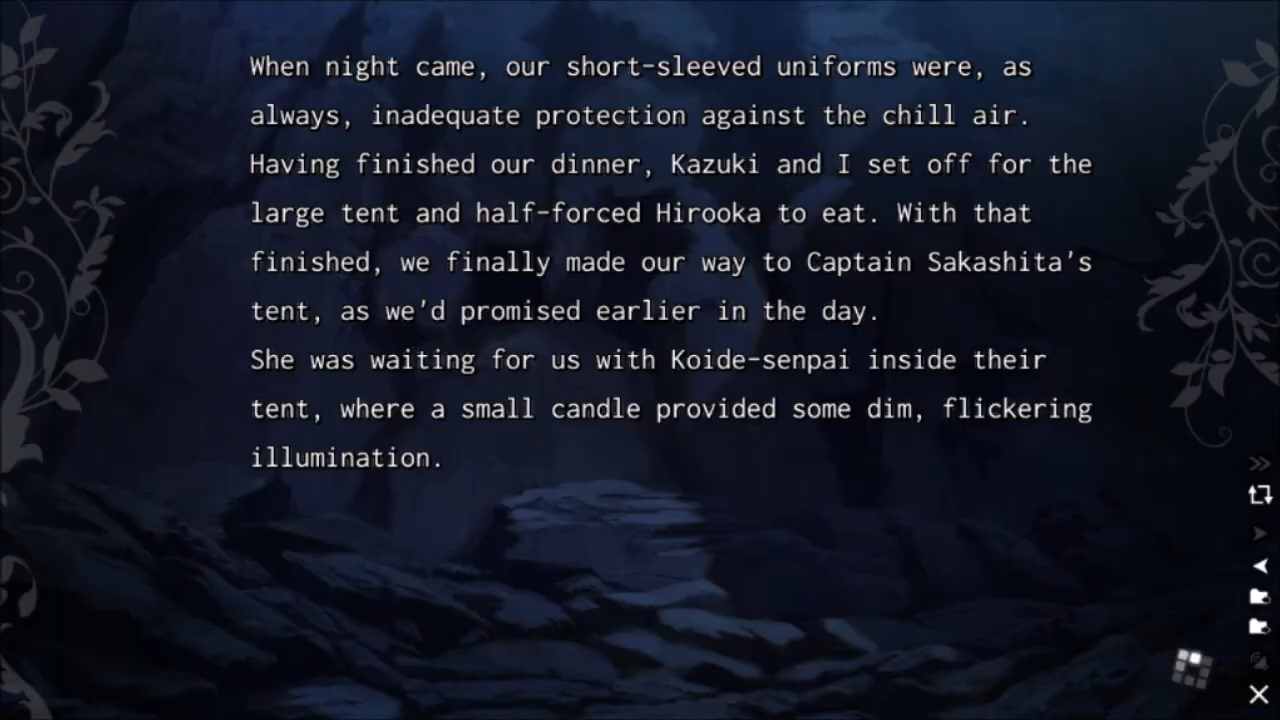 When night came, our short-sleeved uniforms were, as
always, inadequate protection against the chill air.
Having finished our dinner, Kazuki and I set off for the
large tent and half-forced Hirooka to eat. With that
finished, we finally made our way to Captain Sakashita's
tent, as we'd promised earlier in the day.
She was waiting for us with Koide-senpai inside their
tent, where a small candle provided some dim, flickering
illumination.